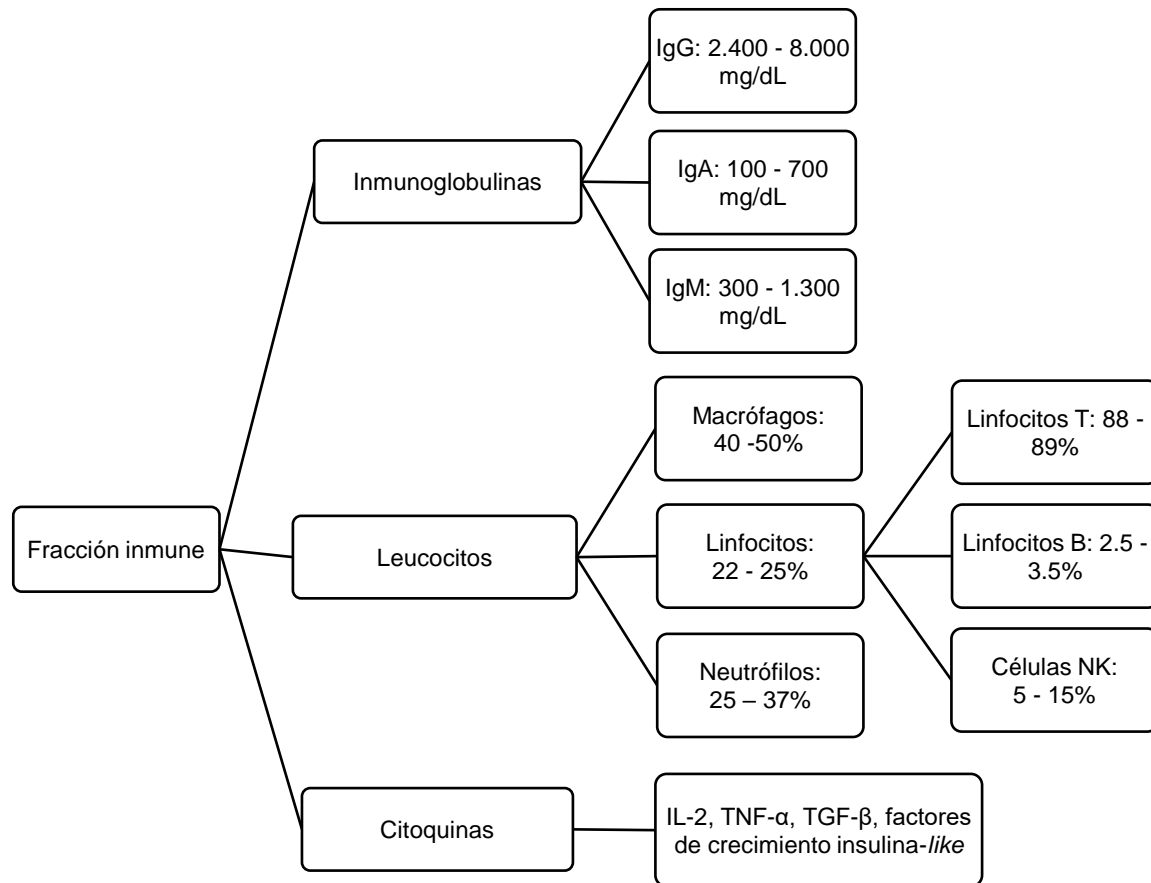 Fracción inmune
Inmunoglobulinas
IgG: 2.400 - 8.000
mg/dL
IgA: 100 - 700
mg/dL
IgM: 300 - 1.300
mg/dL
Leucocitos
Macrófagos:
40 -50%
Linfocitos:
22 - 25%
Linfocitos T: 88 -
89%
Linfocitos B: 2.5 -
3.5%
Células NK:
5 - 15%
Neutrófilos:
25 – 37%
Citoquinas
IL-2, TNF-α, TGF-β, factores
de crecimiento insulina-like